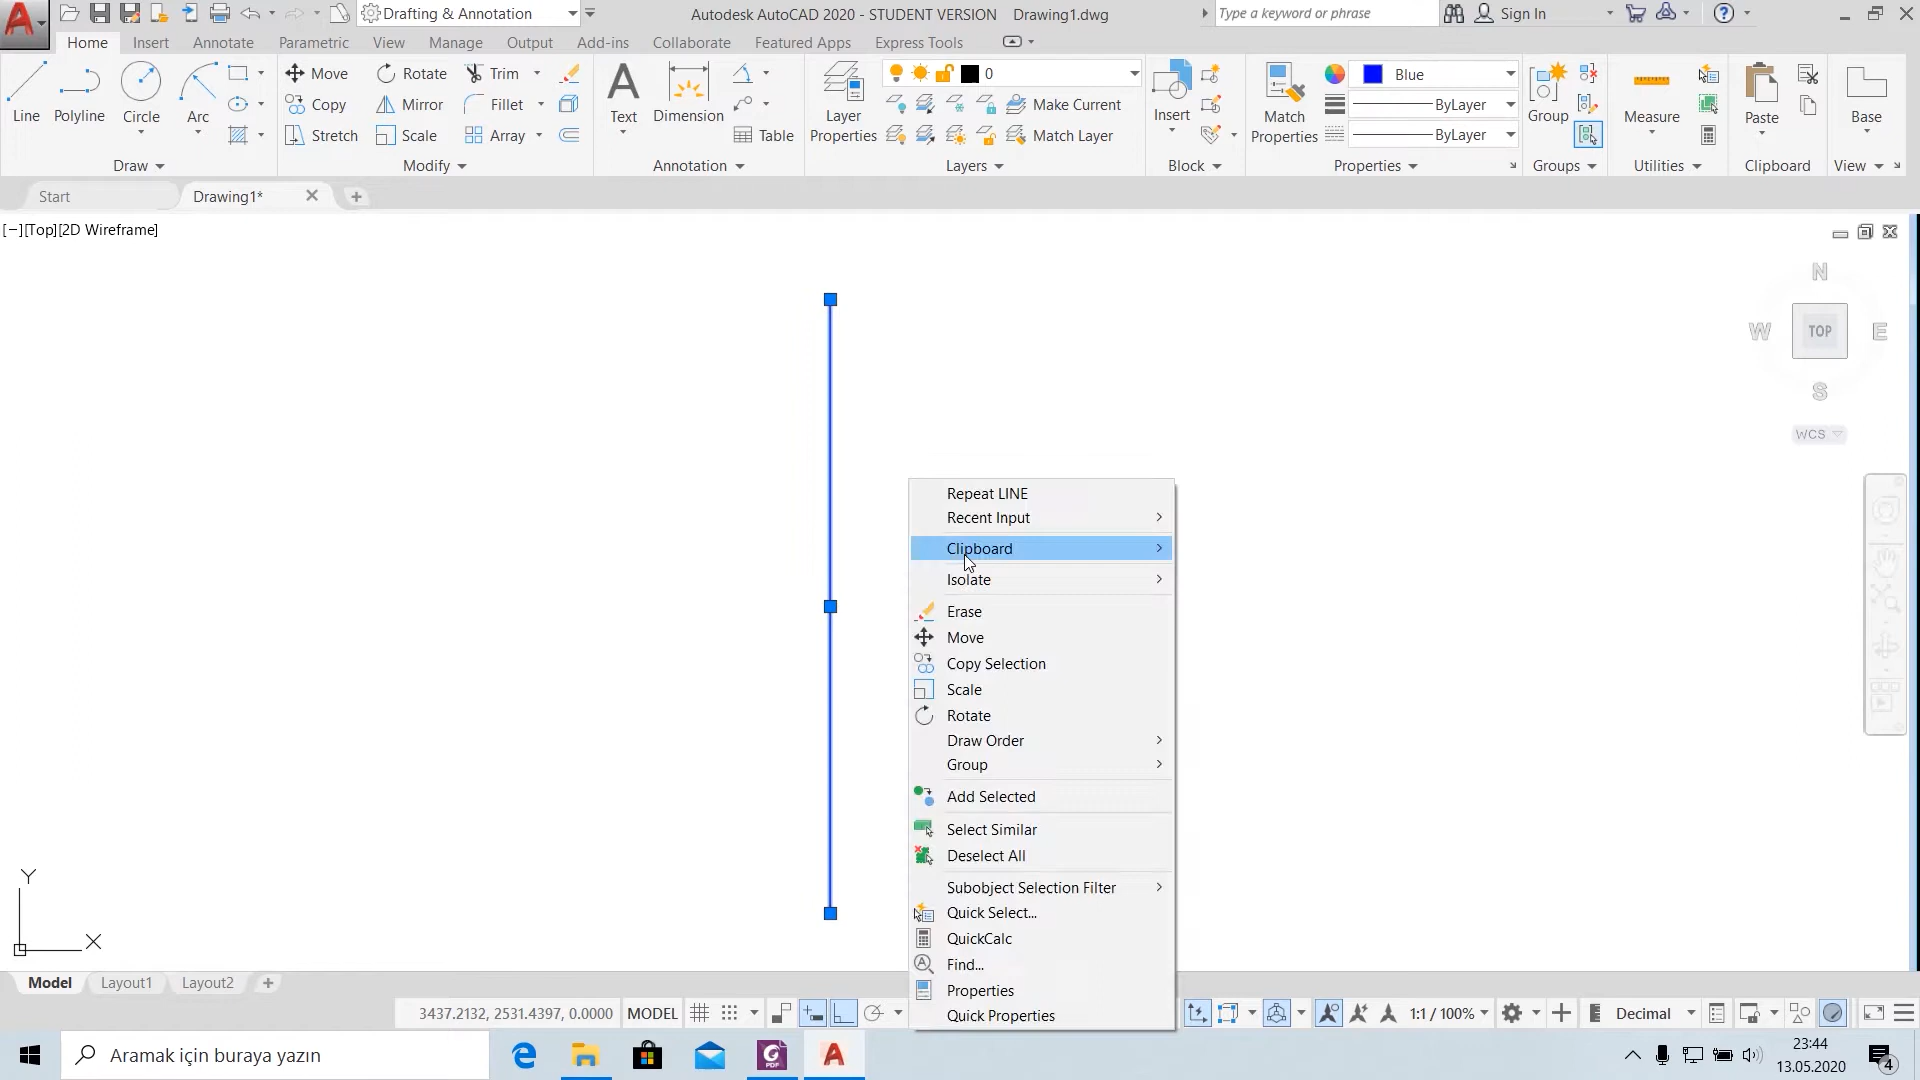 Drafting & Annotation
Autodesk AutoCAD 2020 - STUDENT VERSION Drawing1.dwg
Type a keyword or phrase
Sign In
Home Insert Annotate Parametric View Manage Output Add-ins Collaborate Featured Apps Express Tools
Move Rotate Trim 0 Blue
Copy Mirror Fillet Make Current ByLayer
Line Polyline Circle Arc Text Dimension Layer Insert Match Group Measure Paste Base
Properties Properties
Stretch Scale Array Table Match Layer ByLayer
Draw Modify Annotation Layers Block Properties Groups Utilities Clipboard View
Start Drawing1* +
[−][Top][2D Wireframe]
N
W TOP E
S
WCS
Repeat LINE
Recent Input
Clipboard
Isolate
Erase
Move
Copy Selection
Scale
Rotate
Draw Order
Group
Add Selected
Select Similar
Deselect All
Subobject Selection Filter
Quick Select...
QuickCalc
Find...
Properties
Quick Properties
Y
X
Model Layout1 Layout2 +
3437.2132, 2531.4397, 0.0000 MODEL 1:1 / 100% Decimal
Aramak için buraya yazın
23:44
13.05.2020
4